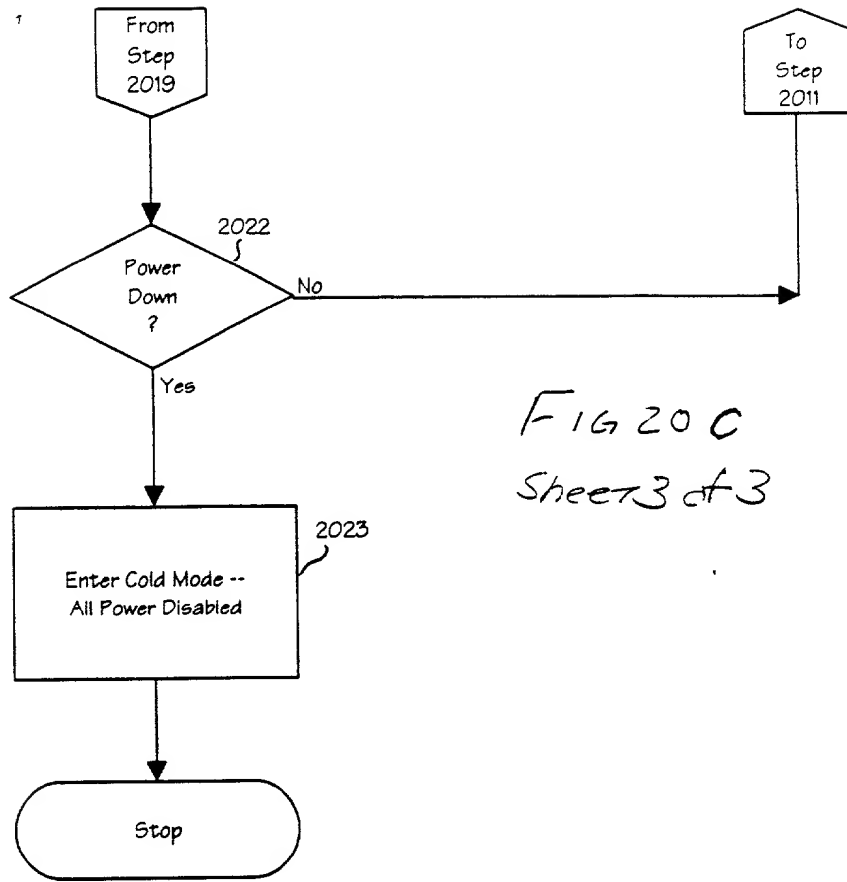 From
Step
2019
To
Step
2011
2022
Power
Down
?
No
Yes
FIG 20 C
Sheet 3 of 3
2023
Enter Cold Mode --
All Power Disabled
Stop